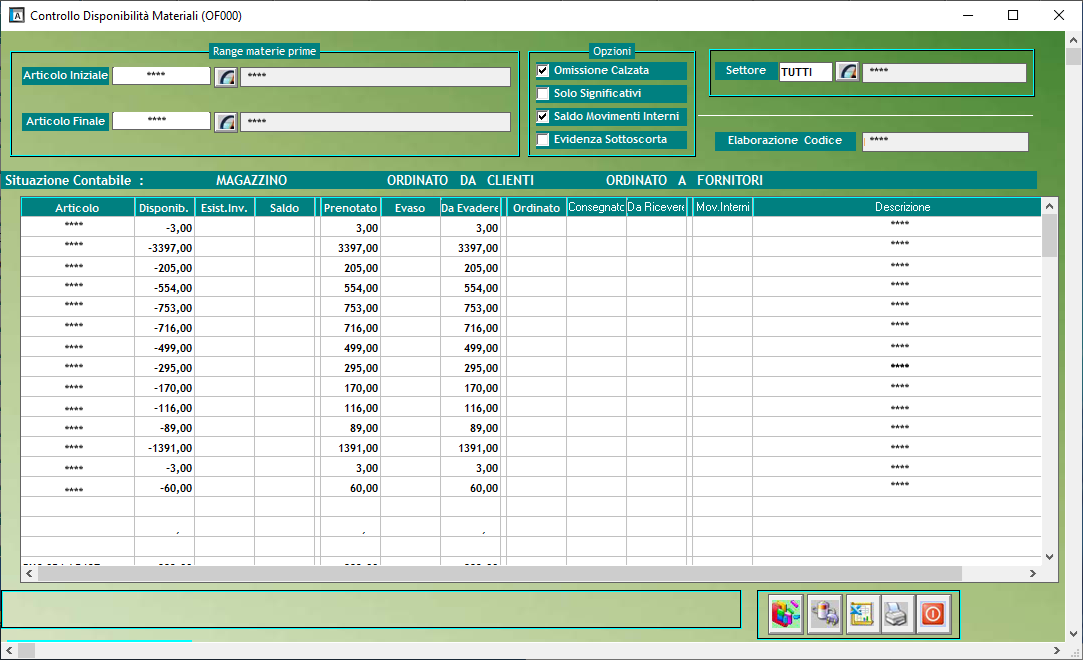 Controllo Disponibilità Materiali (OF000)
Range materie prime
Articolo Iniziale **** ****
Articolo Finale **** ****
Opzioni
Omissione Calzata
Solo Significativi
Saldo Movimenti Interni
Evidenza Sottoscorta
Settore TUTTI ****
Elaborazione Codice ****
Situazione Contabile : MAGAZZINO ORDINATO DA CLIENTI ORDINATO A FORNITORI
Articolo Disponib. Esist.Inv. Saldo Prenotato Evaso Da Evadere Ordinato Consegnato Da Ricevere Mov.Interni Descrizione
**** -3,00 3,00 3,00 ****
**** -3397,00 3397,00 3397,00 ****
**** -205,00 205,00 205,00 ****
**** -554,00 554,00 554,00 ****
**** -753,00 753,00 753,00 ****
**** -716,00 716,00 716,00 ****
**** -499,00 499,00 499,00 ****
**** -295,00 295,00 295,00 ****
**** -170,00 170,00 170,00 ****
**** -116,00 116,00 116,00 ****
**** -89,00 89,00 89,00 ****
**** -1391,00 1391,00 1391,00 ****
**** -3,00 3,00 3,00 ****
**** -60,00 60,00 60,00 ****